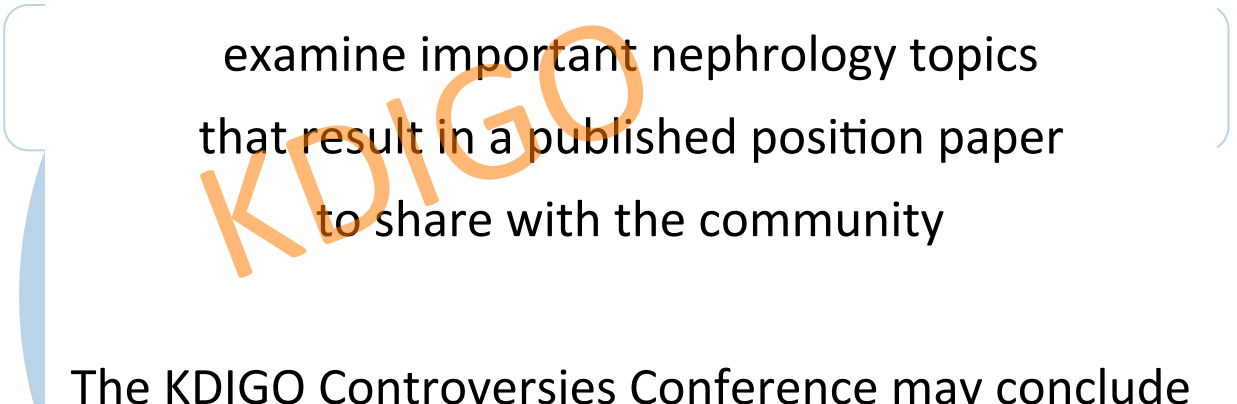 examine important nephrology topics
that result in a published position paper
to share with the community
KDIGO
The KDIGO Controversies Conference may conclude